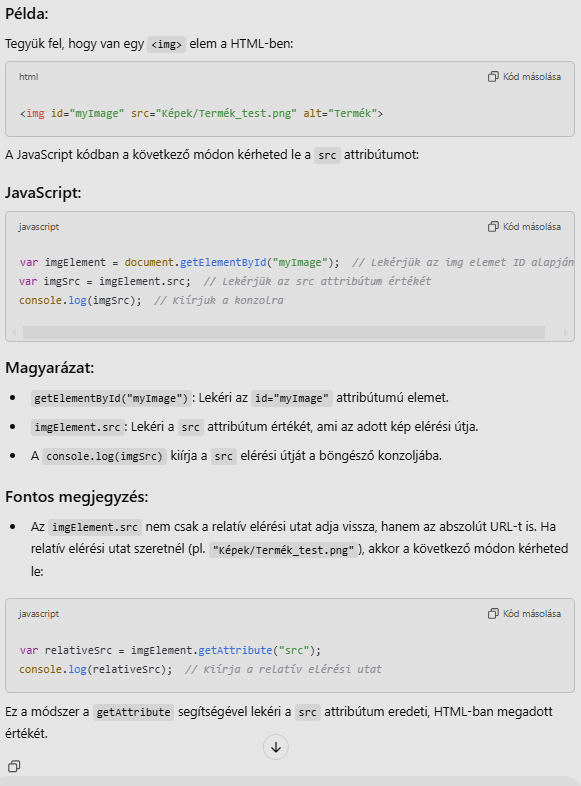 Példa:
Tegyük fel, hogy van egy <img> elem a HTML-ben:
html
Kód másolása
<img id="myImage" src="Képek/Termék_test.png" alt="Termék">
A JavaScript kódban a következő módon kérheted le a src attribútumot:
JavaScript:
javascript
Kód másolása
var imgElement = document.getElementById("myImage");  // Lekérjük az img elemet ID alapján
var imgSrc = imgElement.src;  // Lekérjük az src attribútum értékét
console.log(imgSrc);  // Kiírjuk a konzolra
Magyarázat:
• getElementById("myImage"): Lekéri az id="myImage" attribútumú elemet.
• imgElement.src: Lekéri a src attribútum értékét, ami az adott kép elérési útja.
• A console.log(imgSrc) kiírja a src elérési útját a böngésző konzoljába.
Fontos megjegyzés:
• Az imgElement.src nem csak a relatív elérési utat adja vissza, hanem az abszolút URL-t is. Ha
relatív elérési utat szeretnél (pl. "Képek/Termék_test.png"), akkor a következő módon kérheted
le:
javascript
Kód másolása
var relativeSrc = imgElement.getAttribute("src");
console.log(relativeSrc);  // Kiírja a relatív elérési utat
Ez a módszer a getAttribute segítségével lekéri a src attribútum eredeti, HTML-ban megadott
értékét.